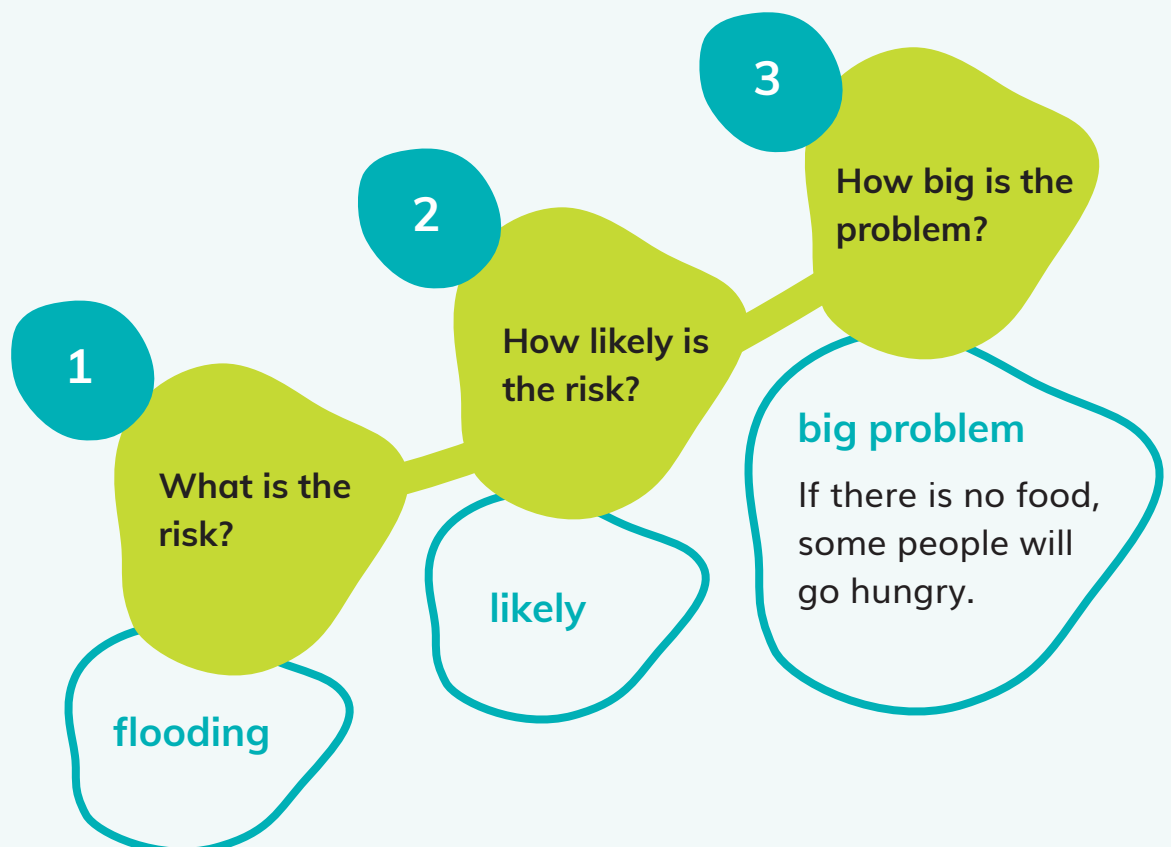 1
What is the
risk?
flooding
2
How likely is
the risk?
likely
3
How big is the
problem?
big problem
If there is no food,
some people will
go hungry.